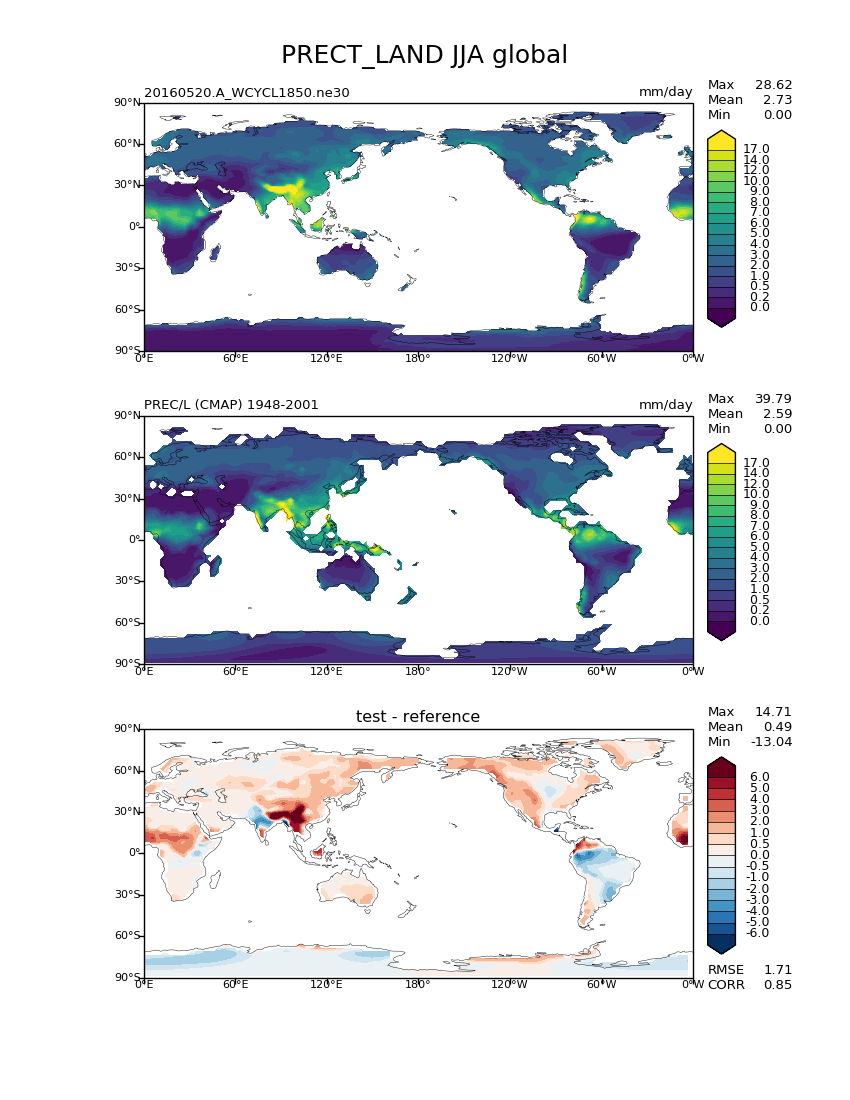 PRECT_LAND JJA global
20160520.A_WCYCL1850.ne30 mm/day
Max 28.62
Mean 2.73
Min 0.00
90°N
60°N
30°N
0°
30°S
60°S
90°S
0°E 60°E 120°E 180° 120°W 60°W 0°W
17.0
14.0
12.0
10.0
9.0
8.0
7.0
6.0
5.0
4.0
3.0
2.0
1.0
0.5
0.2
0.0
PREC/L (CMAP) 1948-2001 mm/day
Max 39.79
Mean 2.59
Min 0.00
90°N
60°N
30°N
0°
30°S
60°S
90°S
0°E 60°E 120°E 180° 120°W 60°W 0°W
17.0
14.0
12.0
10.0
9.0
8.0
7.0
6.0
5.0
4.0
3.0
2.0
1.0
0.5
0.2
0.0
test - reference
Max 14.71
Mean 0.49
Min -13.04
90°N
60°N
30°N
0°
30°S
60°S
90°S
0°E 60°E 120°E 180° 120°W 60°W 0°W
6.0
5.0
4.0
3.0
2.0
1.0
0.5
0.0
-0.5
-1.0
-2.0
-3.0
-4.0
-5.0
-6.0
RMSE 1.71
CORR 0.85